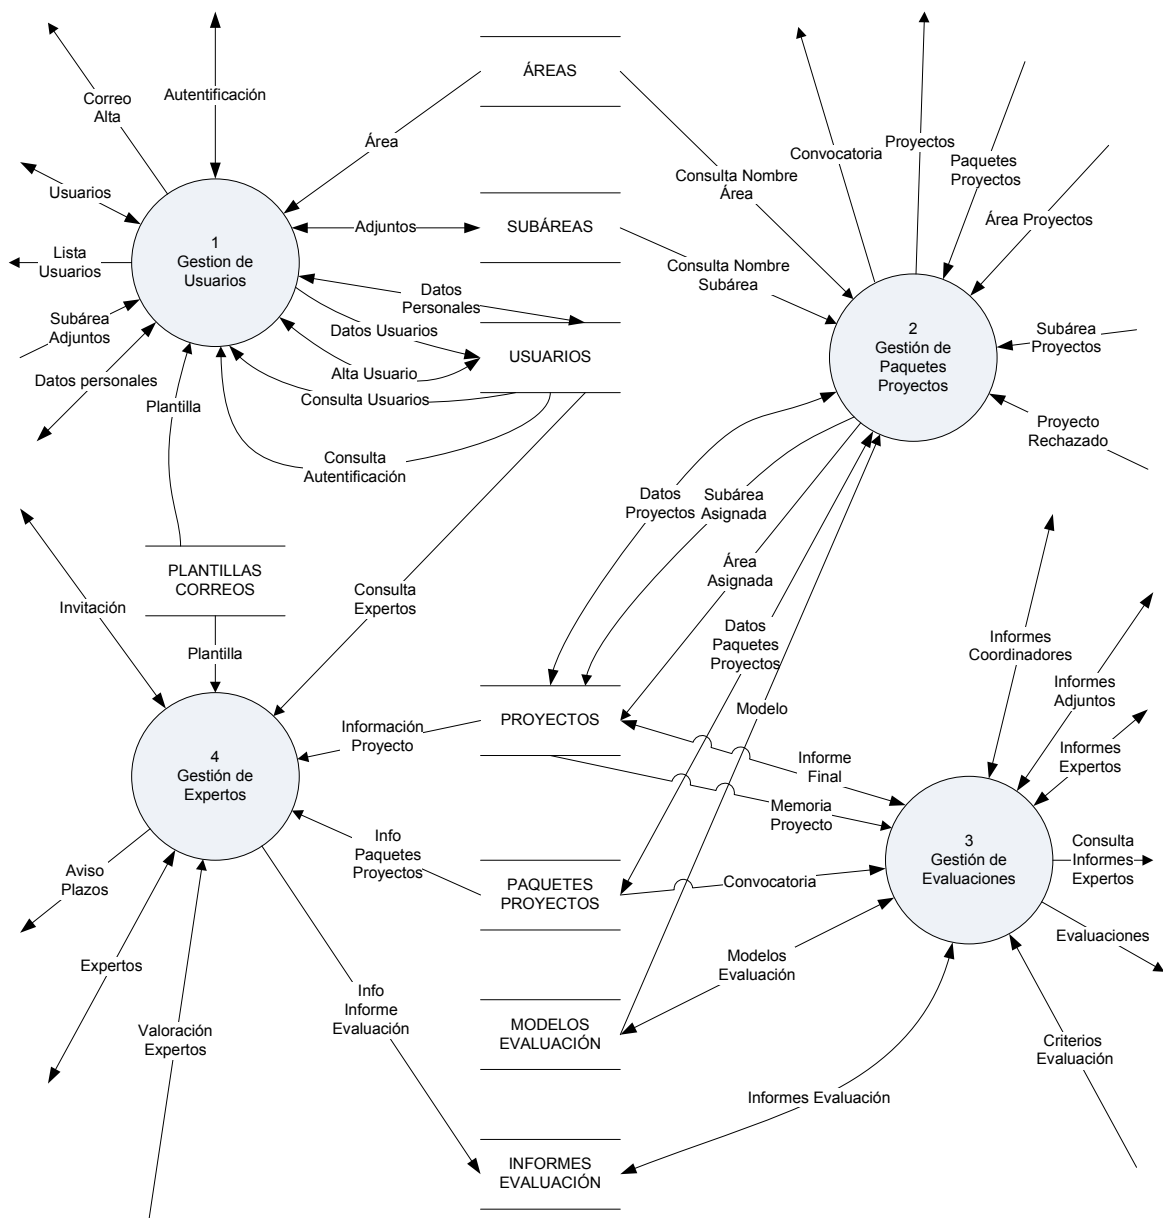 ÁREAS
Autentificación
Correo
Alta
Área
Convocatoria
Proyectos
Paquetes
Proyectos
Consulta Nombre
Área
Usuarios
Área Proyectos
Adjuntos
SUBÁREAS
1
Gestion de
Usuarios
Lista
Usuarios
Consulta Nombre
Subárea
Datos
Personales
Subárea
Adjuntos
Datos Usuarios
USUARIOS
2
Gestión de
Paquetes
Proyectos
Subárea
Proyectos
Datos personales
Alta Usuario
Consulta Usuarios
Plantilla
Proyecto
Rechazado
Consulta
Autentificación
Datos
Proyectos
Subárea
Asignada
PLANTILLAS
CORREOS
Consulta
Expertos
Área
Asignada
Invitación
Datos
Paquetes
Proyectos
Informes
Coordinadores
Plantilla
Informes
Adjuntos
Modelo
PROYECTOS
Información
Proyecto
4
Gestión de
Expertos
Informe
Final
Informes
Expertos
Memoria
Proyecto
3
Gestión de
Evaluaciones
Info
Paquetes
Proyectos
Consulta
Informes
Expertos
Aviso
Plazos
PAQUETES
PROYECTOS
Convocatoria
Evaluaciones
Expertos
Modelos
Evaluación
Info
Informe
Evaluación
Valoración
Expertos
MODELOS
EVALUACIÓN
Criterios
Evaluación
Informes Evaluación
INFORMES
EVALUACIÓN